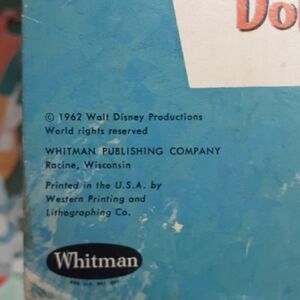 Do
© 1962 Walt Disney Productions
World rights reserved
WHITMAN PUBLISHING COMPANY
Racine, Wisconsin
Printed in the U.S.A. by
Western Printing and
Lithographing Co.
Whitman